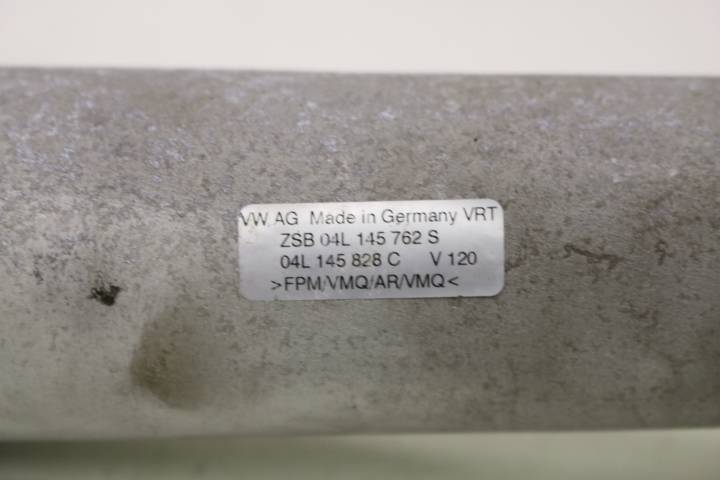 VW AG Made in Germany VRT
ZSB 04L 145 762 S
04L 145 828 C V 120
>FPM/VMQ/AR/VMQ<